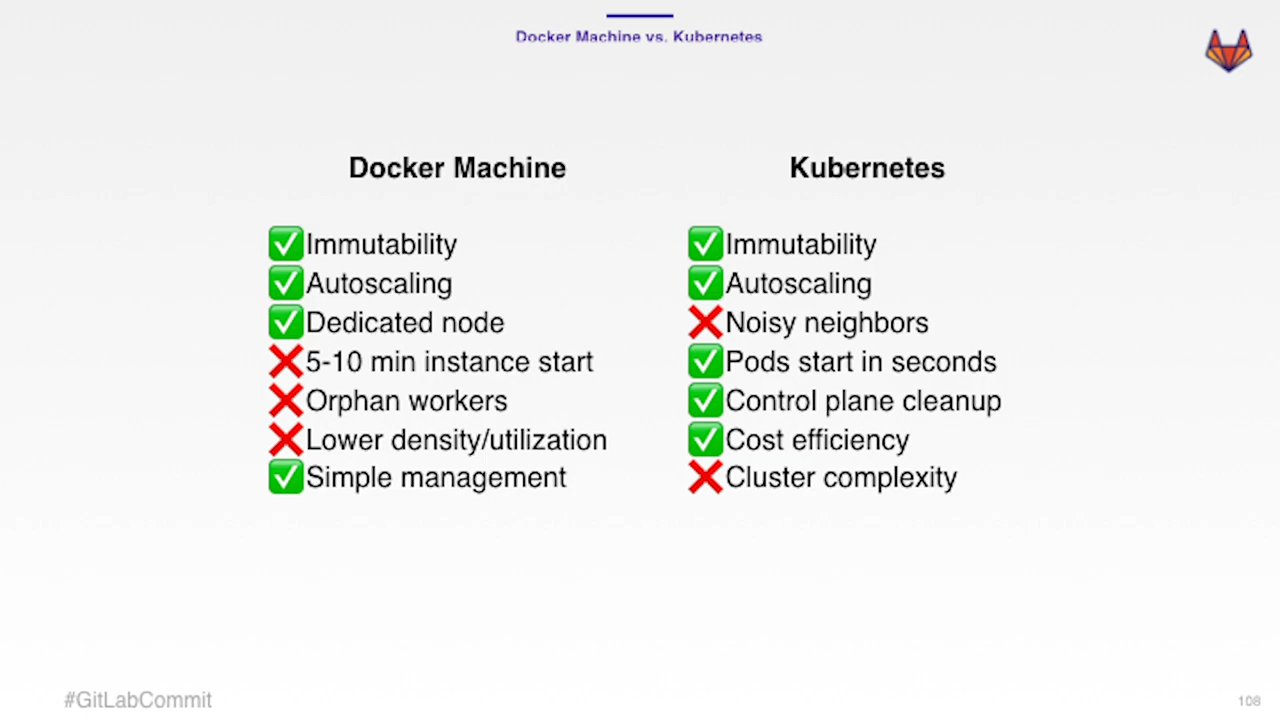 Docker Machine vs. Kubernetes
Docker Machine
✅Immutability
✅Autoscaling
✅Dedicated node
❌5-10 min instance start
❌Orphan workers
❌Lower density/utilization
✅Simple management
Kubernetes
✅Immutability
✅Autoscaling
❌Noisy neighbors
✅Pods start in seconds
✅Control plane cleanup
✅Cost efficiency
❌Cluster complexity
#GitLabCommit
108